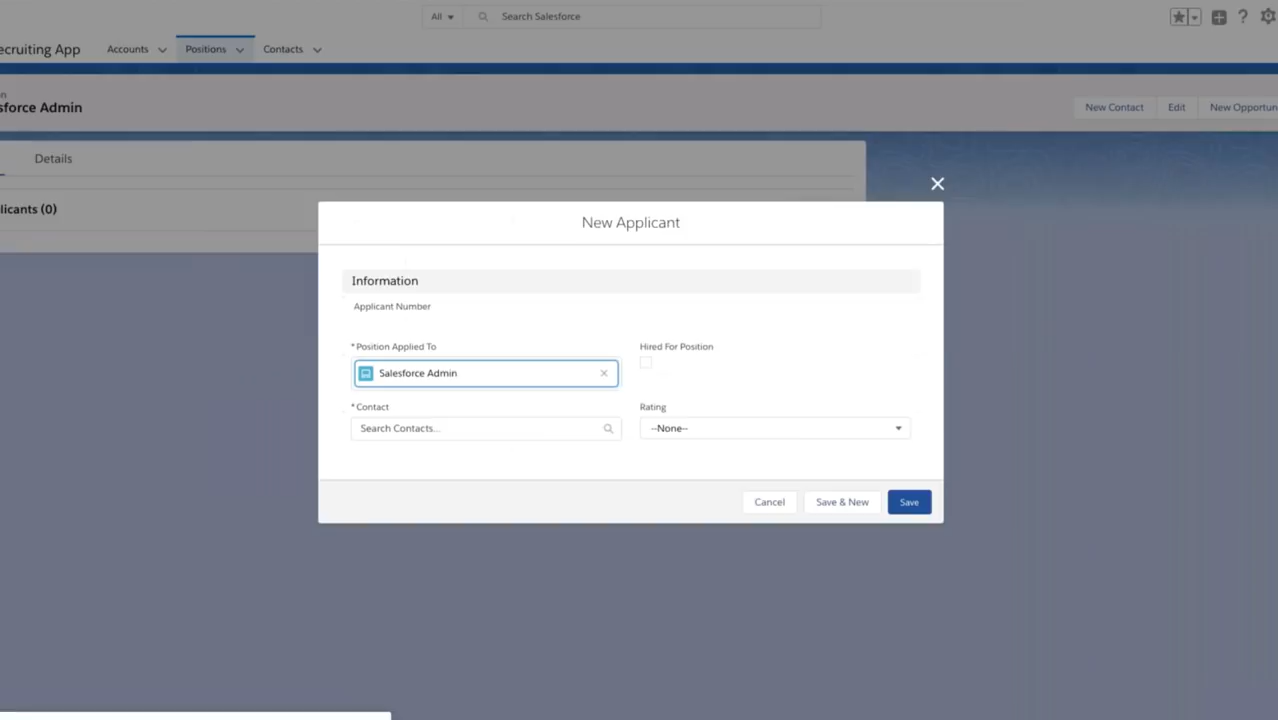 All
Search Salesforce
ecruiting App
Accounts
Positions
Contacts
n
sforce Admin
New Contact
Edit
New Opportun
Details
licants (0)
New Applicant
Information
Applicant Number
*Position Applied To
Hired For Position
Salesforce Admin
*Contact
Rating
Search Contacts...
--None--
Cancel
Save & New
Save